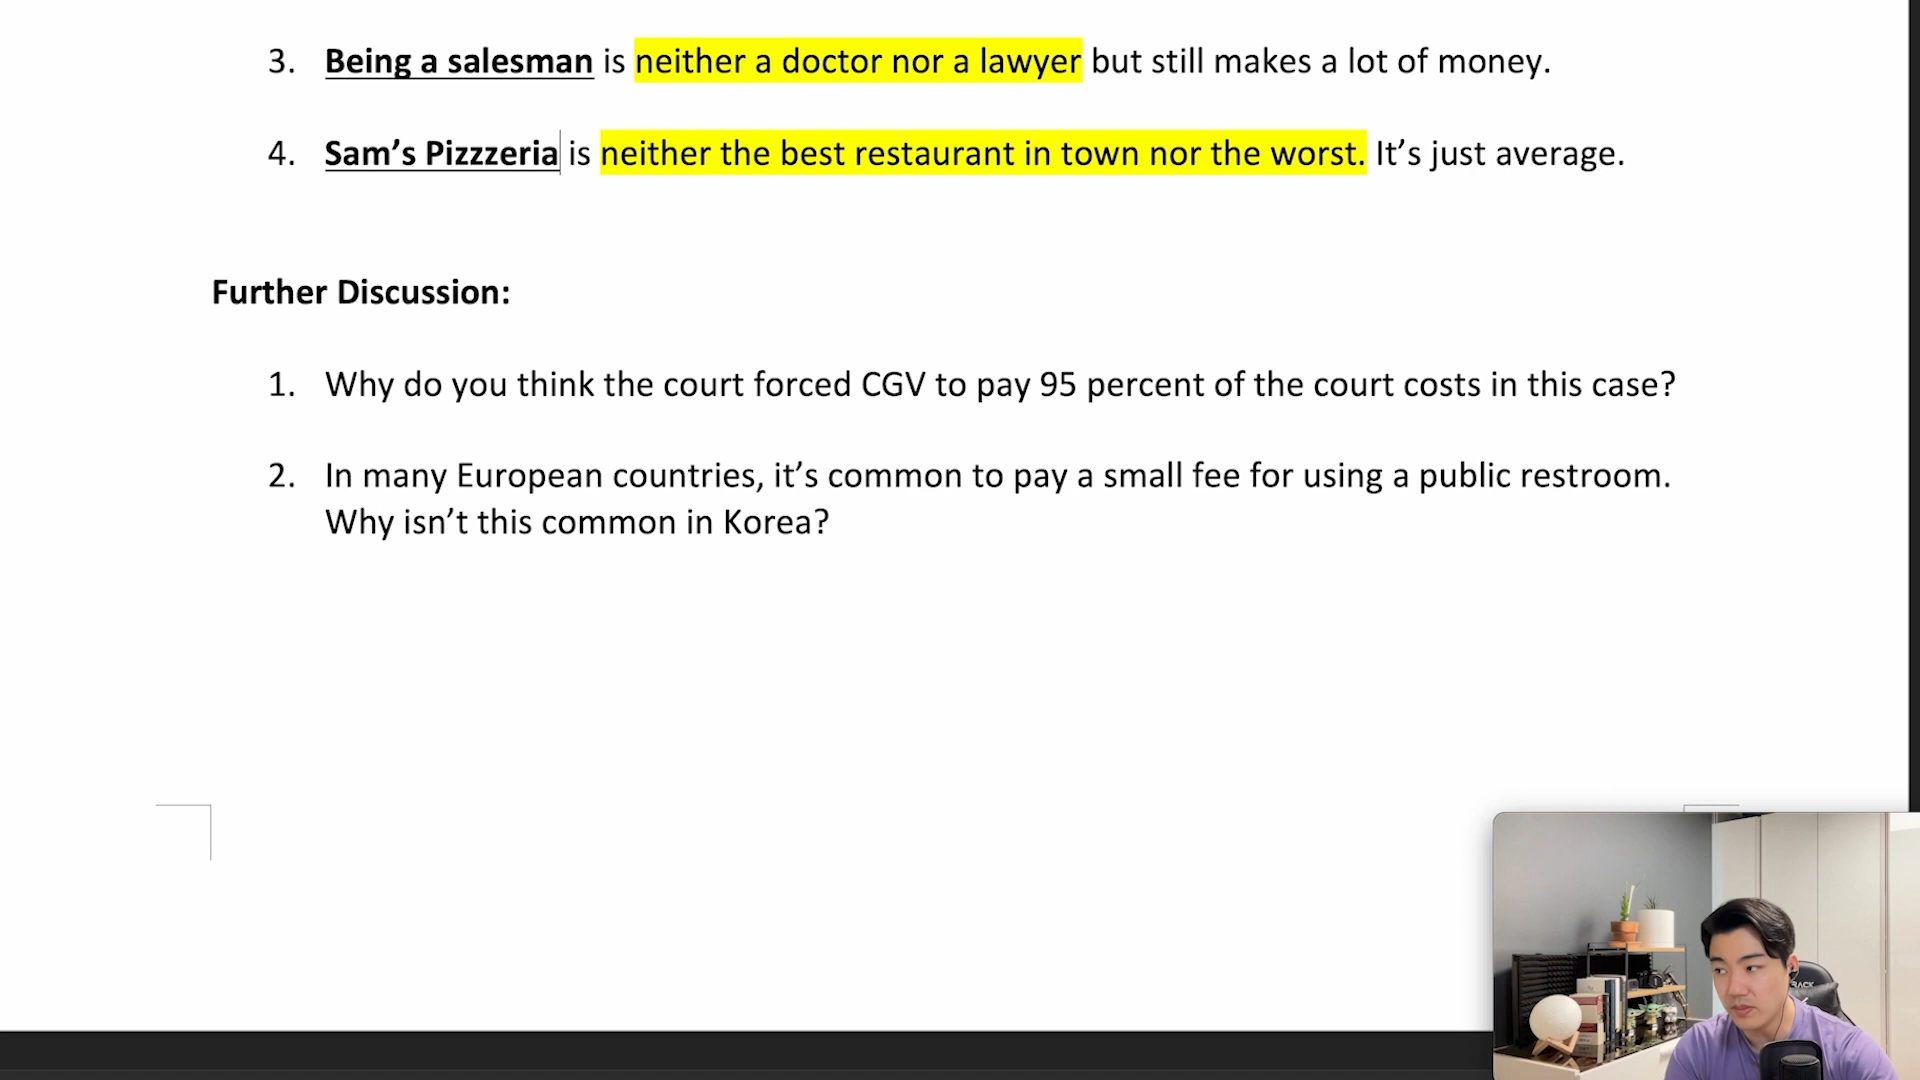 3. Being a salesman is neither a doctor nor a lawyer but still makes a lot of money.
4. Sam’s Pizzzeria is neither the best restaurant in town nor the worst. It’s just average.
Further Discussion:
1. Why do you think the court forced CGV to pay 95 percent of the court costs in this case?
2. In many European countries, it’s common to pay a small fee for using a public restroom.
Why isn’t this common in Korea?